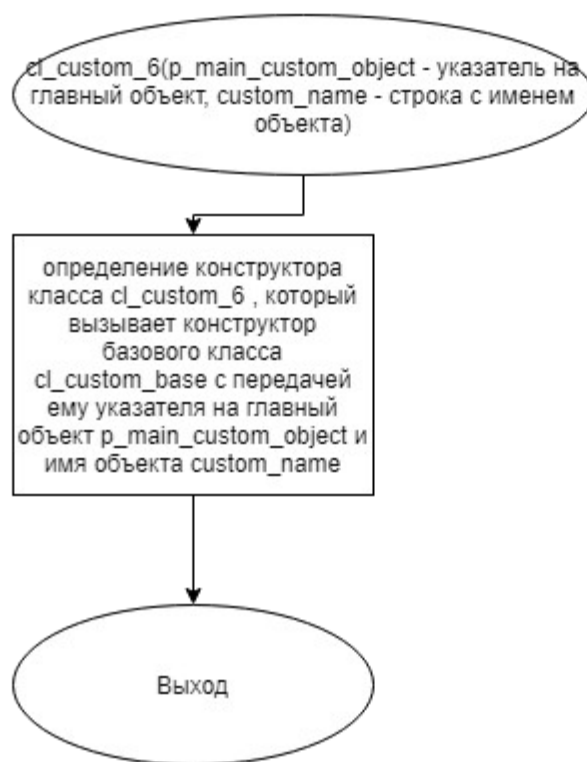 cl_custom_6(p_main_custom_object - указатель на
главный объект, custom_name - строка с именем
объекта)
определение конструктора
класса cl_custom_6 , который
вызывает конструктор
базового класса
cl_custom_base с передачей
ему указателя на главный
объект p_main_custom_object и
имя объекта custom_name
Выход